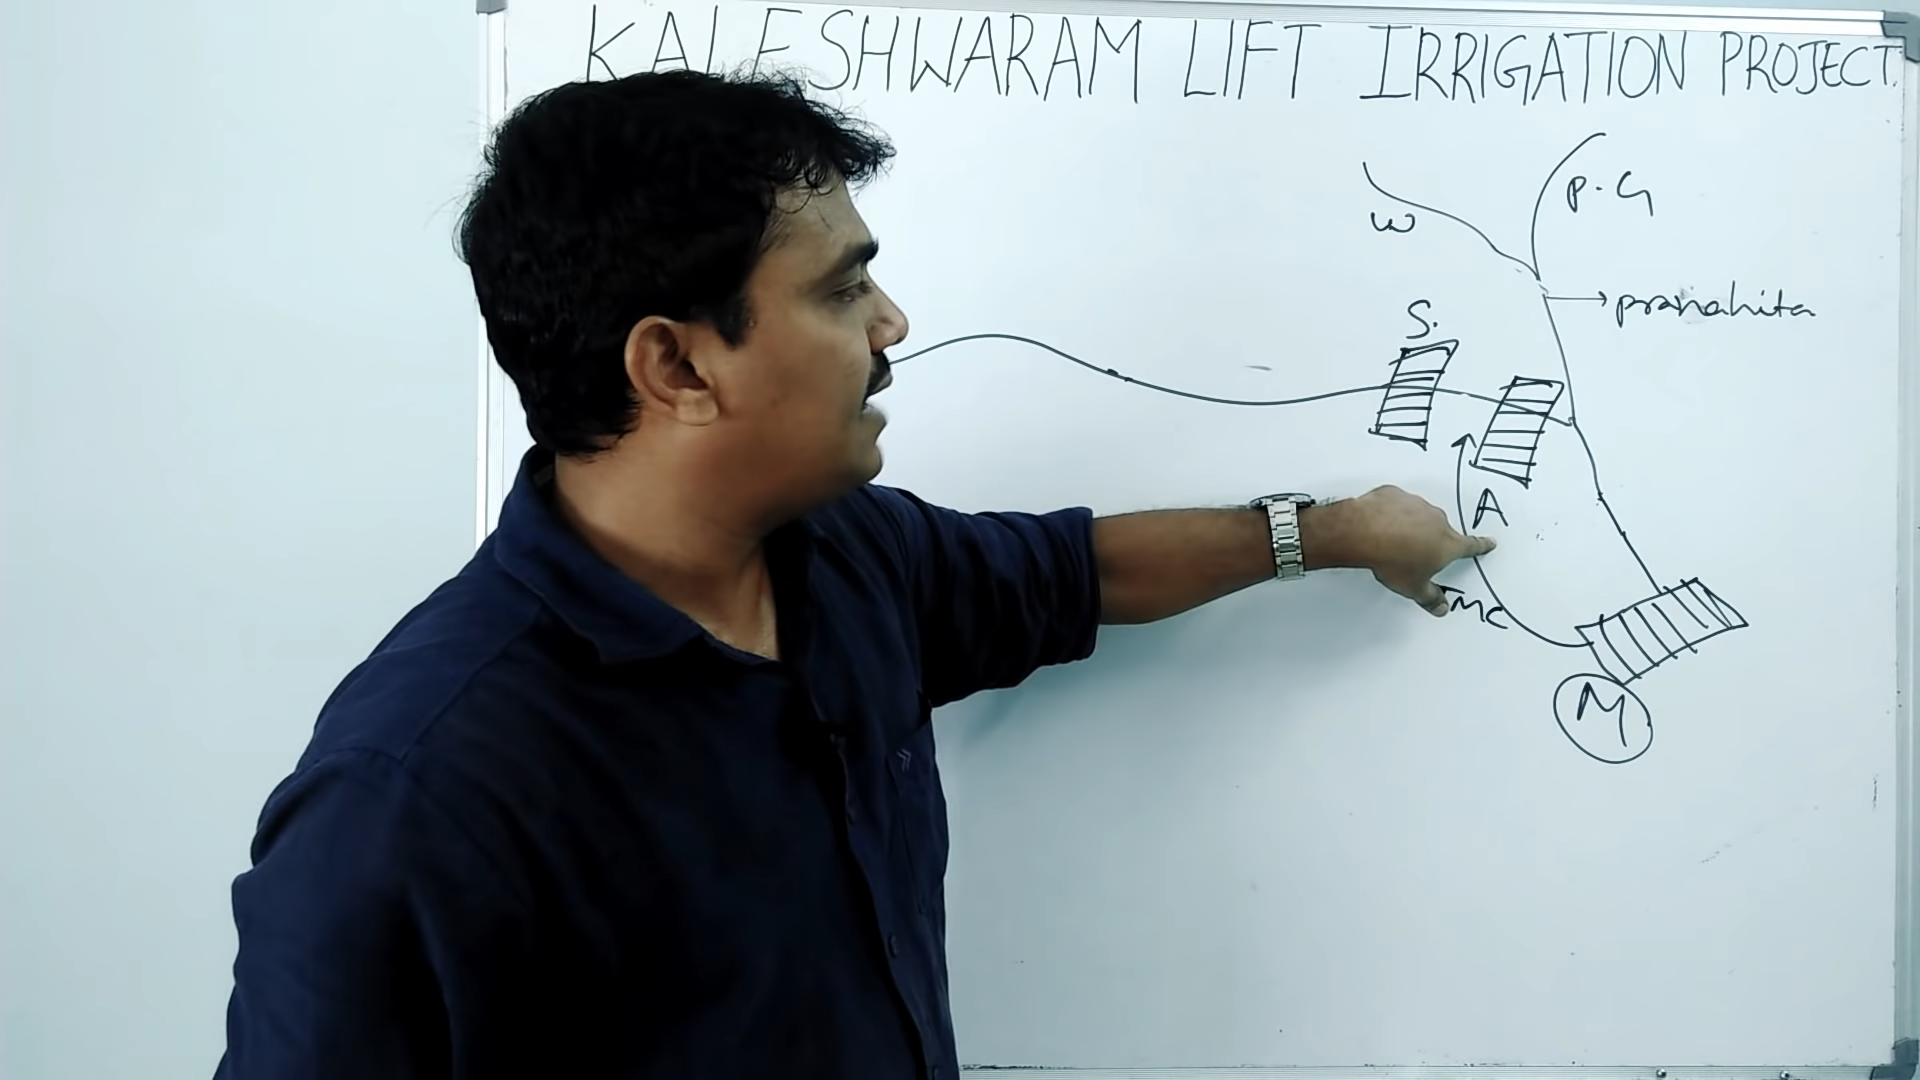 KALESHWARAM LIFT IRRIGATION PROJECT.
P.G
W
pranahita
S.
A
TMC
M